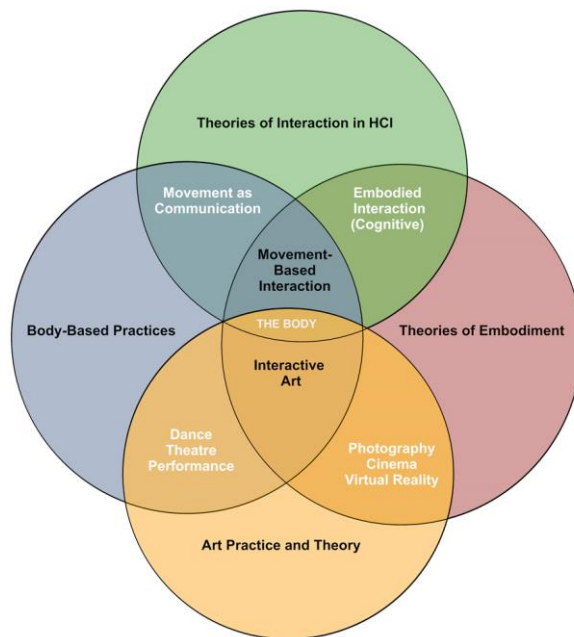 Theories of Interaction in HCI
Movement as
Communication
Embodied
Interaction
(Cognitive)
Movement-
Based
Interaction
Body-Based Practices
THE BODY
Theories of Embodiment
Interactive
Art
Dance
Theatre
Performance
Photography
Cinema
Virtual Reality
Art Practice and Theory